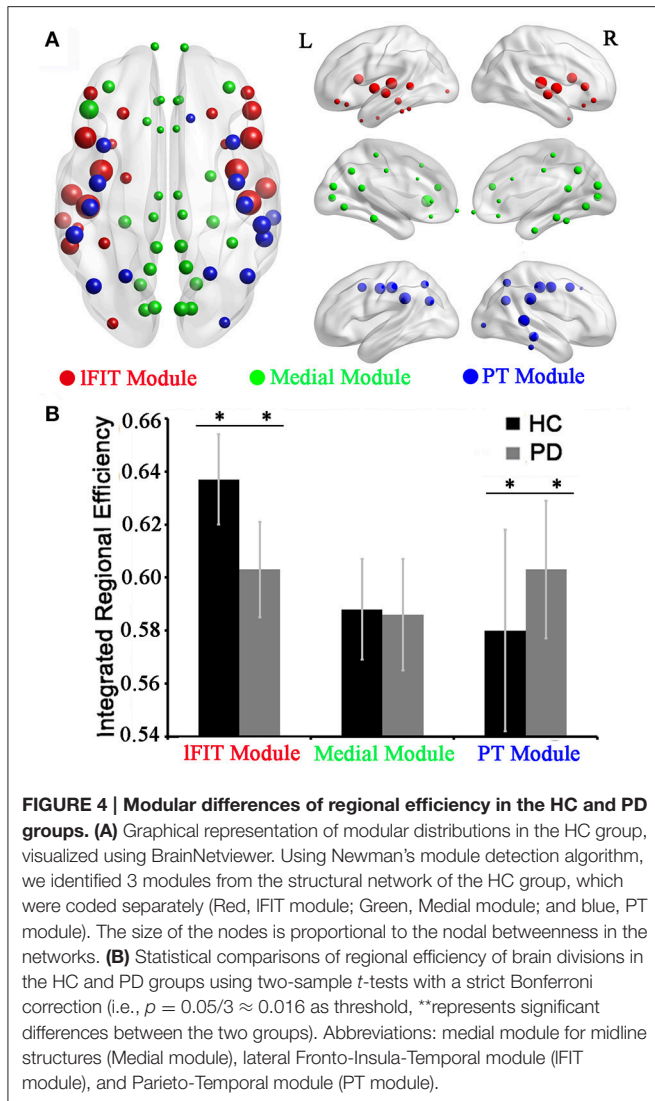 A
L
R
lFIT Module
Medial Module
PT Module
B
* *
HC
PD
* *
Integrated Regional Efficiency
0.66
0.64
0.62
0.60
0.58
0.56
0.54
lFIT Module
Medial Module
PT Module
FIGURE 4 | Modular differences of regional efficiency in the HC and PD
groups. (A) Graphical representation of modular distributions in the HC group,
visualized using BrainNetviewer. Using Newman's module detection algorithm,
we identified 3 modules from the structural network of the HC group, which
were coded separately (Red, lFIT module; Green, Medial module; and blue, PT
module). The size of the nodes is proportional to the nodal betweenness in the
networks. (B) Statistical comparisons of regional efficiency of brain divisions in
the HC and PD groups using two-sample t-tests with a strict Bonferroni
correction (i.e., p = 0.05/3 ≈ 0.016 as threshold, **represents significant
differences between the two groups). Abbreviations: medial module for midline
structures (Medial module), lateral Fronto-Insula-Temporal module (lFIT
module), and Parieto-Temporal module (PT module).